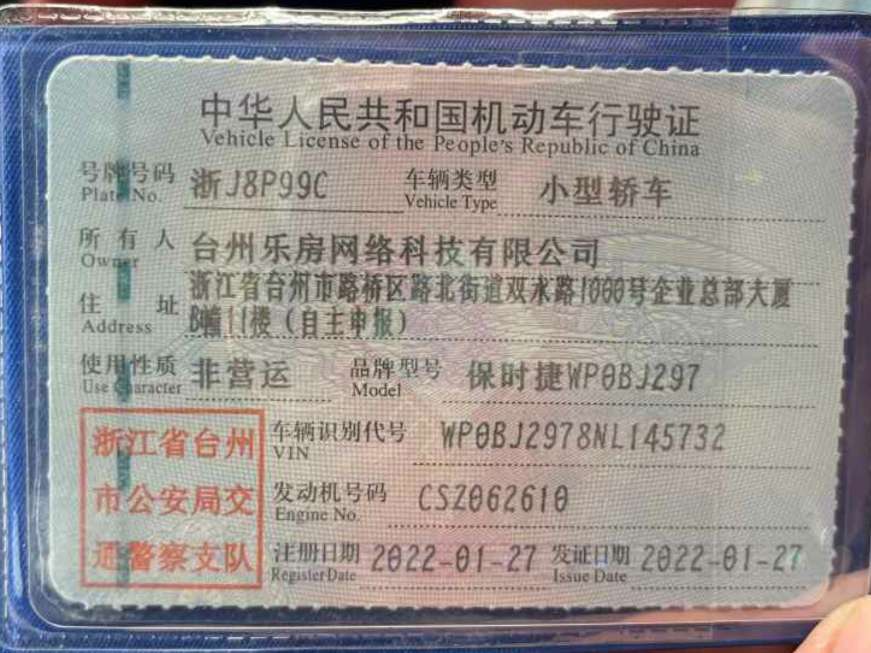 中华人民共和国机动车行驶证
Vehicle License of the People's Republic of China
号牌号码 浙J8P99C 车辆类型 小型轿车
Plate No. Vehicle Type
所有人 台州乐房网络科技有限公司
Owner
住址 浙江省台州市路桥区路北街道双水路1000号企业总部大厦
Address B幢11楼（自主申报）
使用性质 非营运 品牌型号 保时捷WP0BJ297
Use Character Model
浙江省台州 车辆识别代号 WP0BJ2978NL145732
VIN
市公安局交 发动机号码 CSZ062610
Engine No.
通警察支队 注册日期 2022-01-27 发证日期 2022-01-27
Register Date Issue Date